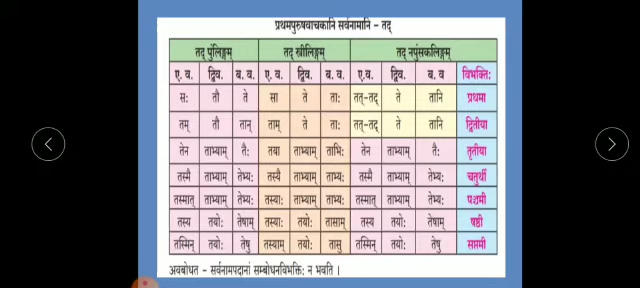 प्रथमपुरुषवाचकानि सर्वनामानि - तद्
तद् पुंलिङ्गम् तद् स्त्रीलिङ्गम् तद् नपुंसकलिङ्गम्
ए. व. द्विव. ब. व. ए. व. द्विव. ब. व. ए. व. द्विव. ब. व विभक्तिः
सः तौ ते सा ते ताः तत्-तद् ते तानि प्रथमा
तम् तौ तान् ताम् ते ताः तत्-तद् ते तानि द्वितीया
तेन ताभ्याम् तैः तया ताभ्याम् ताभिः तेन ताभ्याम् तैः तृतीया
तस्मै ताभ्याम् तेभ्यः तस्यै ताभ्याम् ताभ्यः तस्मै ताभ्याम् तेभ्यः चतुर्थी
तस्मात् ताभ्याम् तेभ्यः तस्याः ताभ्याम् ताभ्यः तस्मात् ताभ्याम् तेभ्यः पञ्चमी
तस्य तयोः तेषाम् तस्याः तयोः तासाम् तस्य तयोः तेषाम् षष्ठी
तस्मिन् तयोः तेषु तस्याम् तयोः तासु तस्मिन् तयोः तेषु सप्तमी
अवबोधत - सर्वनामपदानां सम्बोधनविभक्तिः न भवति ।